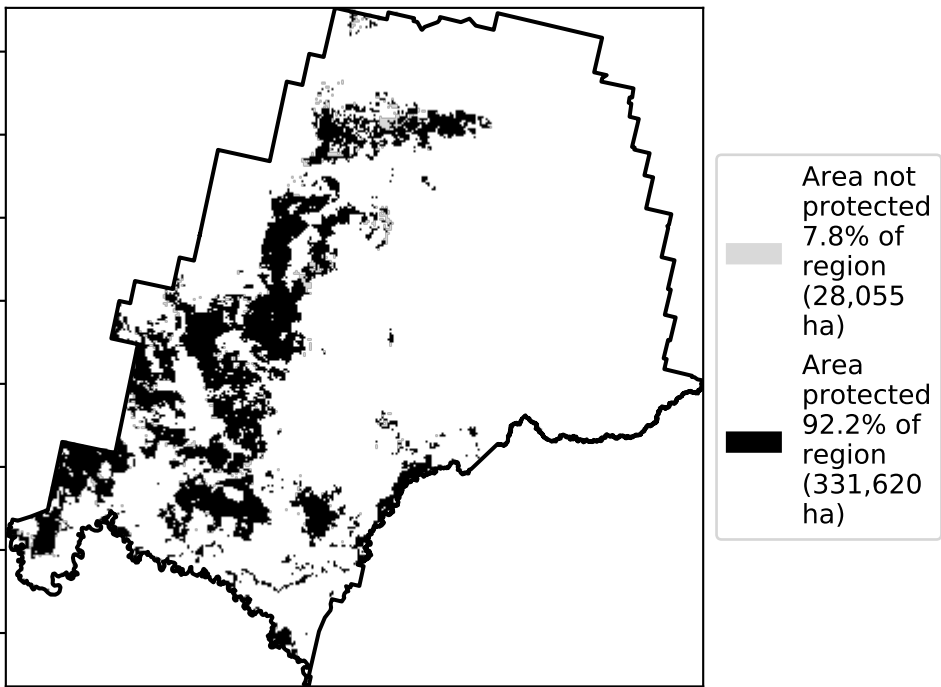 Area not
protected
7.8% of
region
(28,055
ha)
Area
protected
92.2% of
region
(331,620
ha)